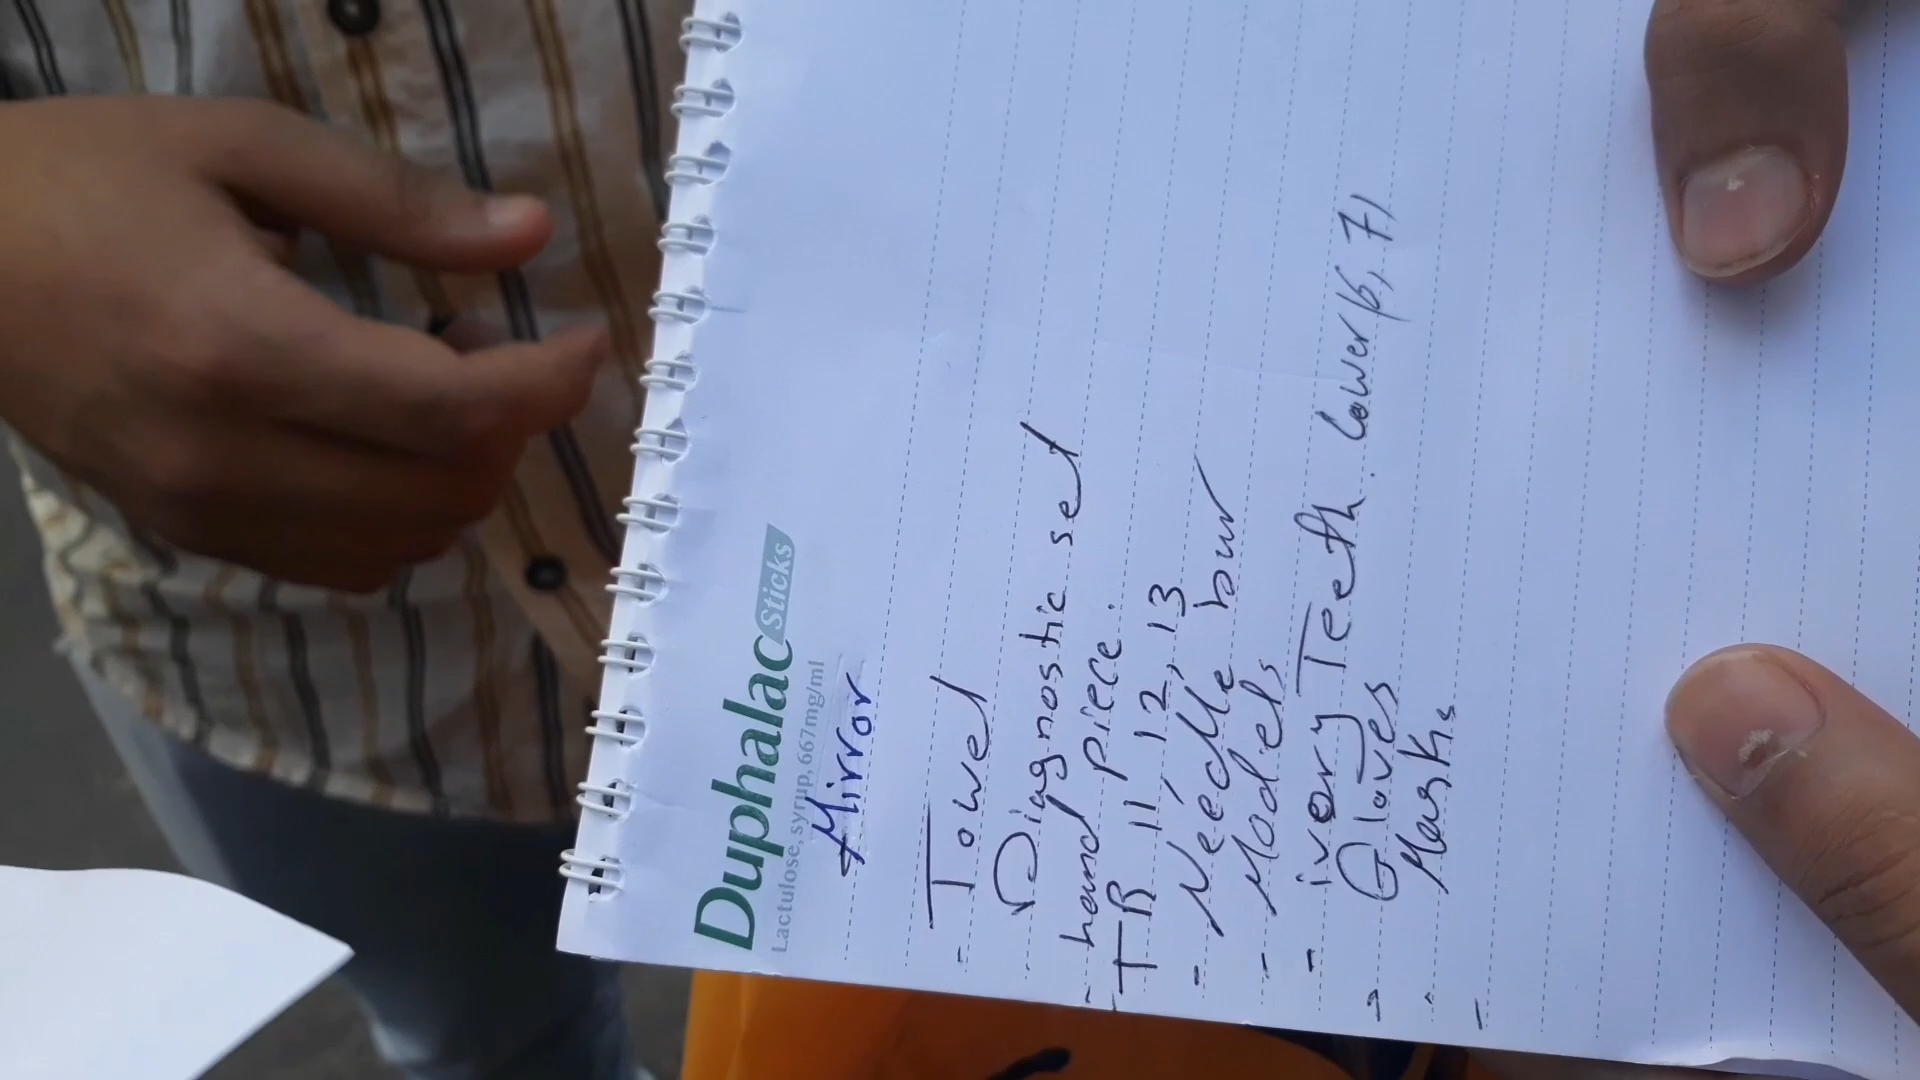 Duphalac Sticks
Lactulose, syrup, 667mg/ml
Mirror
- Towel
Diagnostic set
- hand piece.
TR 11, 12, 13
- Needle bur
- Models
- ivory Teeth. Lower 6, 7)
- Gloves
- Masks
-